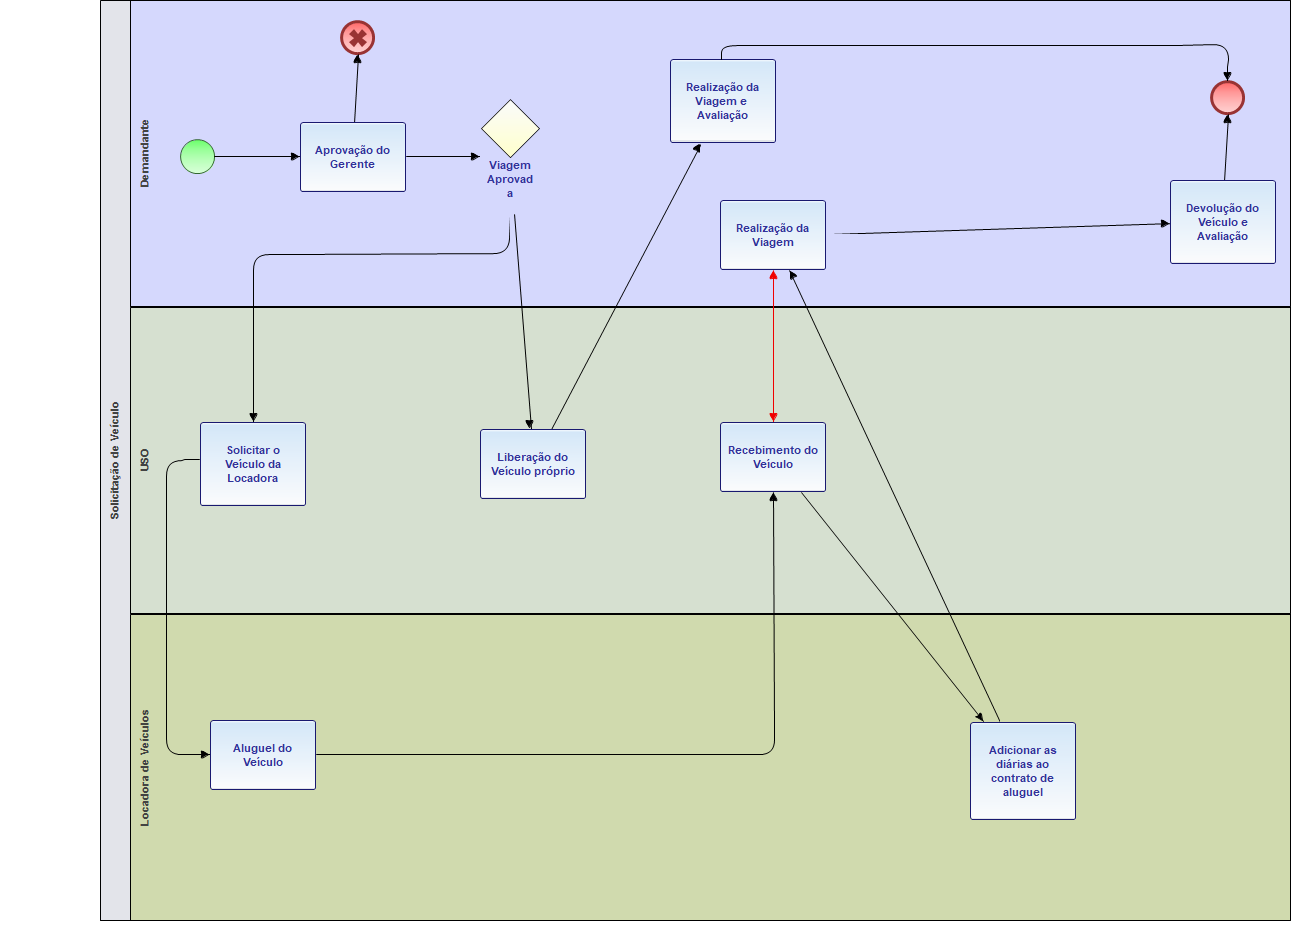 Solicitação de Veículo
Demandante
Aprovação do
Gerente
Viagem
Aprovad
a
Realização da
Viagem e
Avaliação
Realização da
Viagem
Devolução do
Veículo e
Avaliação
USO
Solicitar o
Veículo da
Locadora
Liberação do
Veículo próprio
Recebimento do
Veículo
Locadora de Veículos
Aluguel do
Veículo
Adicionar as
diárias ao
contrato de
aluguel